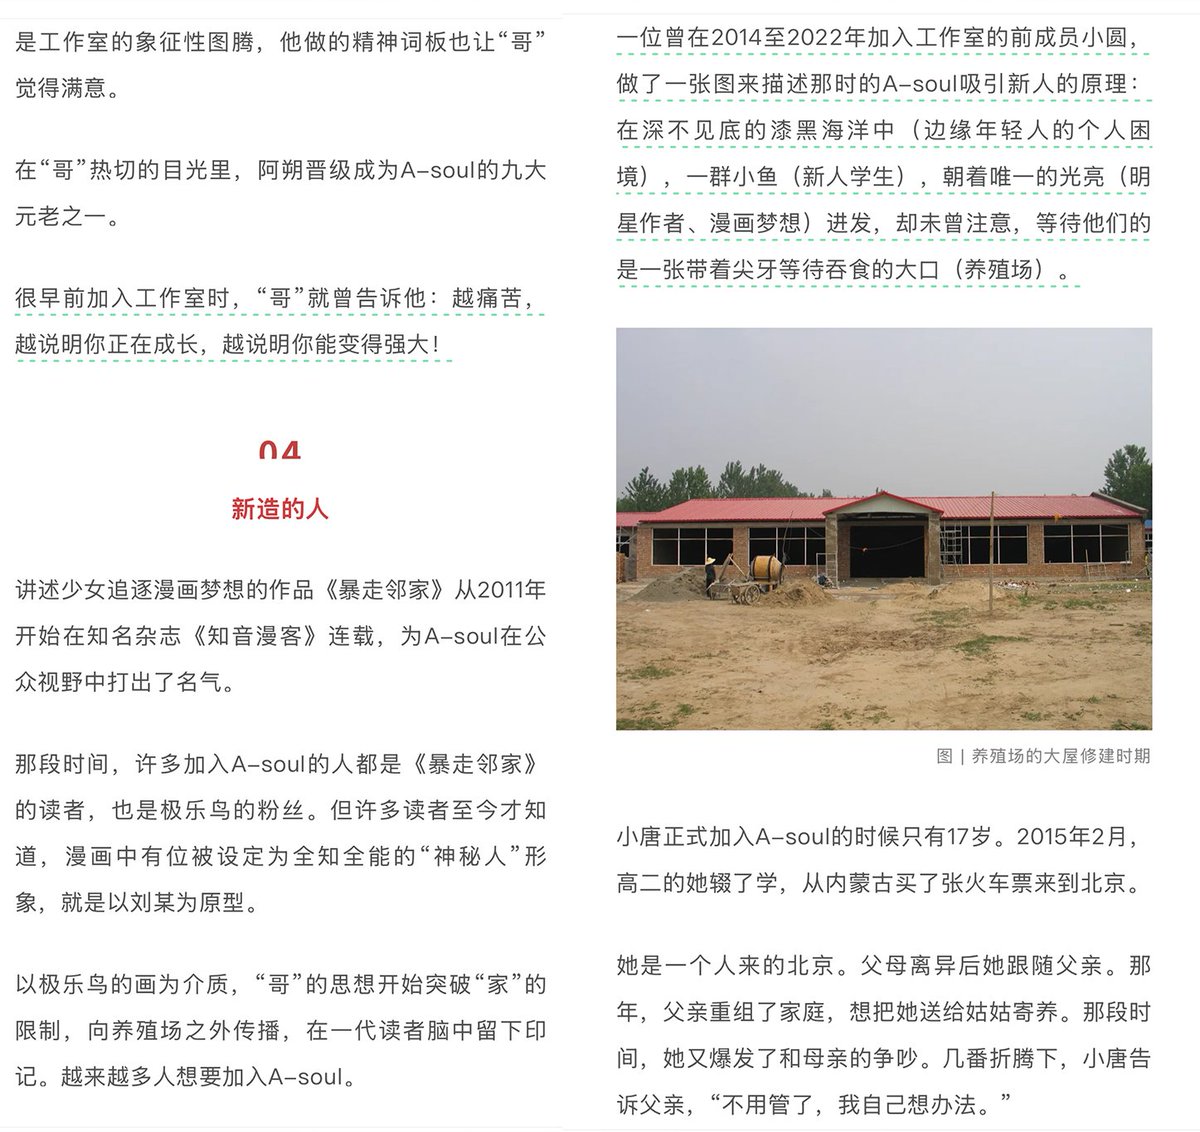 是工作室的象征性图腾，他做的精神词板也让“哥”
觉得满意。
在“哥”热切的目光里，阿朔晋级成为A-soul的九大
元老之一。
很早前加入工作室时，“哥”就曾告诉他：越痛苦，
越说明你正在成长，越说明你能变得强大！
04
新造的人
讲述少女追逐漫画梦想的作品《暴走邻家》从2011年
开始在知名杂志《知音漫客》连载，为A-soul在公
众视野中打出了名气。
那段时间，许多加入A-soul的人都是《暴走邻家》
的读者，也是极乐鸟的粉丝。但许多读者至今才知
道，漫画中有位被设定为全知全能的“神秘人”形
象，就是以刘某为原型。
以极乐鸟的画为介质，“哥”的思想开始突破“家”的
限制，向养殖场之外传播，在一代读者脑中留下印
记。越来越多人想要加入A-soul。
一位曾在2014至2022年加入工作室的前成员小圆，
做了一张图来描述那时的A-soul吸引新人的原理：
在深不见底的漆黑海洋中（边缘年轻人的个人困
境），一群小鱼（新人学生），朝着唯一的光亮（明
星作者、漫画梦想）进发，却未曾注意，等待他们的
是一张带着尖牙等待吞食的大口（养殖场）。
图 | 养殖场的大屋修建时期
小唐正式加入A-soul的时候只有17岁。2015年2月，
高二的她辍了学，从内蒙古买了张火车票来到北京。
她是一个人来的北京。父母离异后她跟随父亲。那
年，父亲重组了家庭，想把她送给姑姑寄养。那段时
间，她又爆发了和母亲的争吵。几番折腾下，小唐告
诉父亲，“不用管了，我自己想办法。”